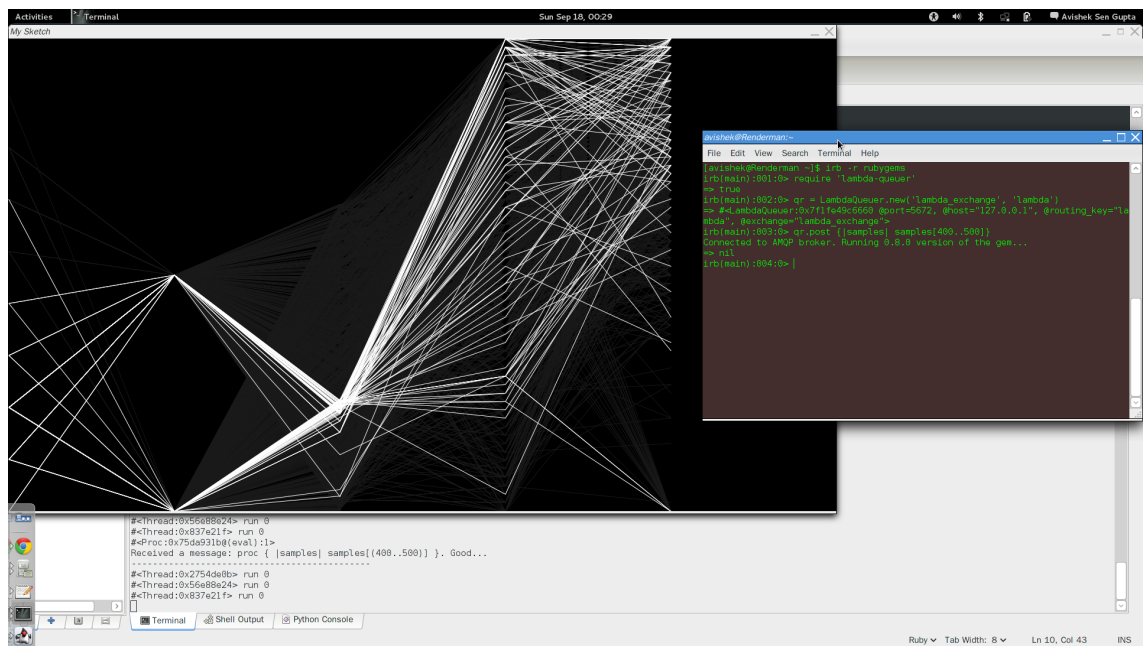 Activities Terminal Sun Sep 18, 00:29 Avishek Sen Gupta
My Sketch
avishek@Renderman:~
File Edit View Search Terminal Help
[avishek@Renderman ~]$ irb -r rubygems
irb(main):001:0> require 'lambda-queuer'
=> true
irb(main):002:0> qr = LambdaQueuer.new('lambda_exchange', 'lambda')
=> #<LambdaQueuer:0x7f1fe49c6660 @port=5672, @host="127.0.0.1", @routing_key="la
mbda", @exchange="lambda_exchange">
irb(main):003:0> qr.post {|samples| samples[400..500]}
Connected to AMQP broker. Running 0.8.0 version of the gem...
=> nil
irb(main):004:0>
#<Thread:0x56e88e24> run 0
#<Thread:0x837e21f> run 0
#<Proc:0x75da931b@(eval):1>
Received a message: proc { |samples| samples[(400..500)] }. Good...
--------------------------------------------
#<Thread:0x2754de0b> run 0
#<Thread:0x56e88e24> run 0
#<Thread:0x837e21f> run 0
Terminal Shell Output Python Console
Ruby Tab Width: 8 Ln 10, Col 43 INS